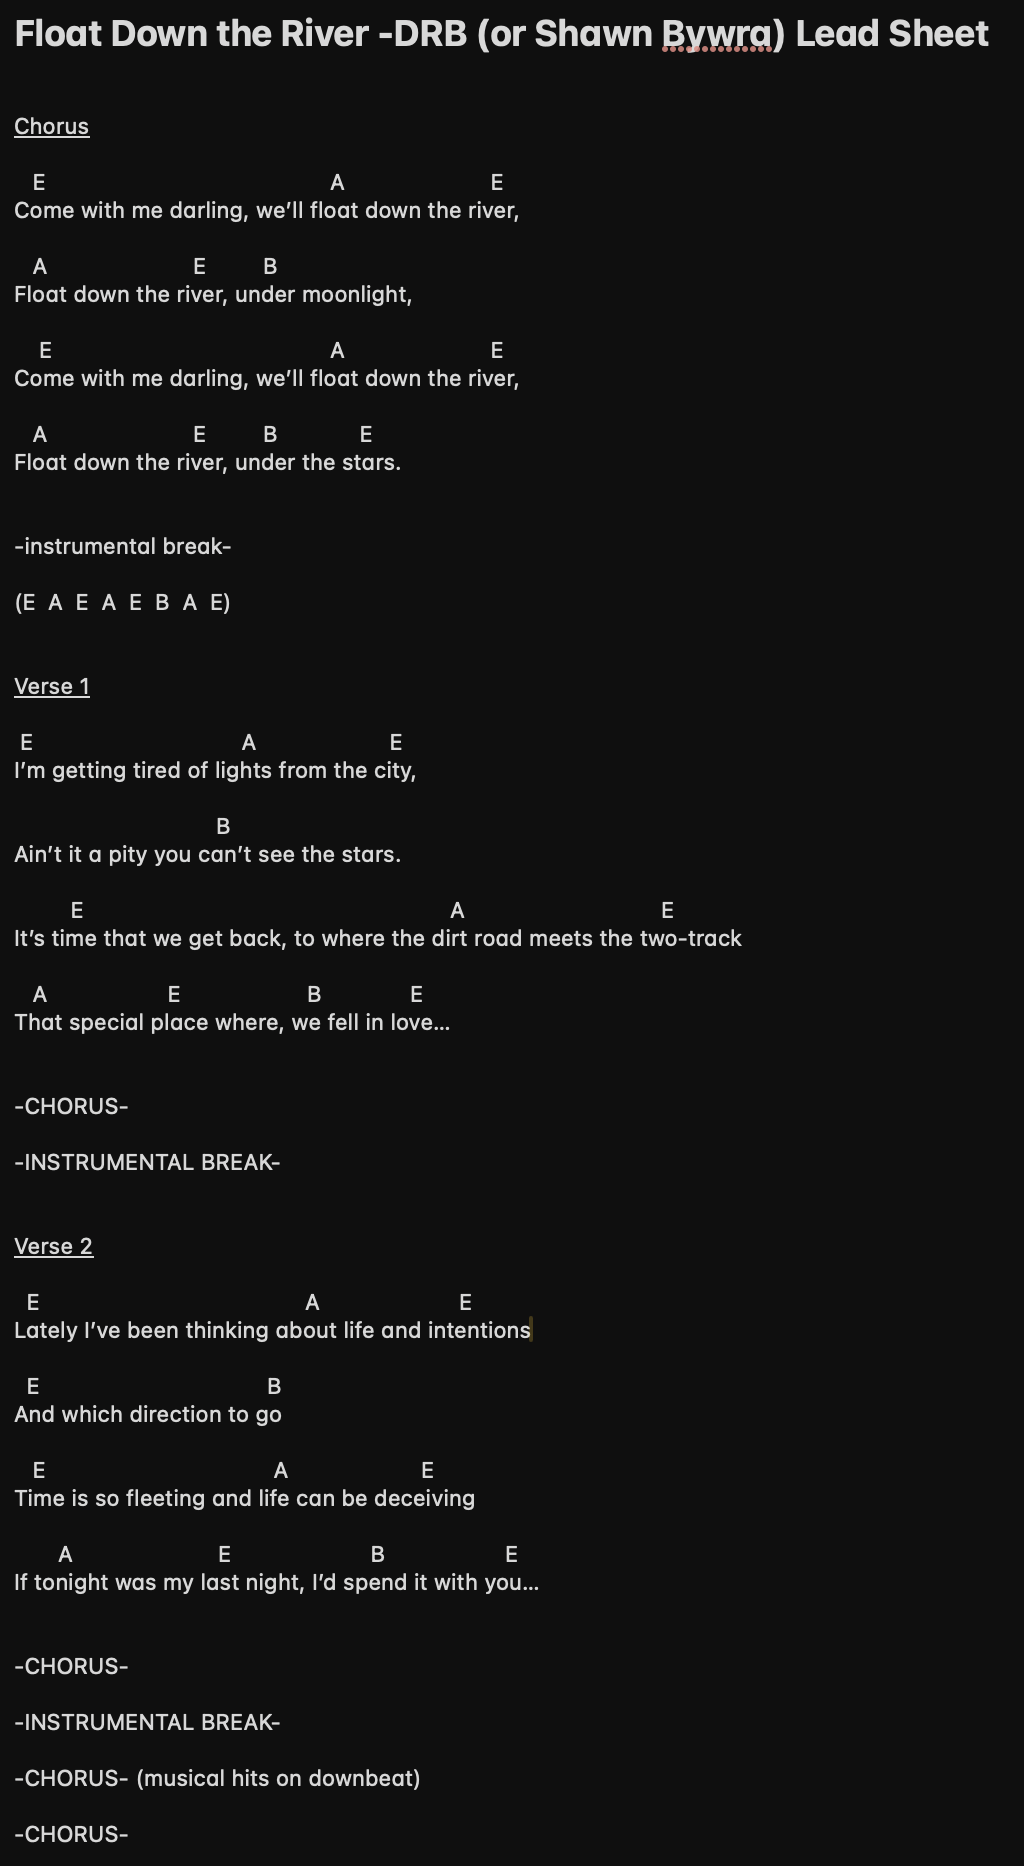 Float Down the River -DRB (or Shawn Bywra) Lead Sheet
Chorus
E A E
Come with me darling, we’ll float down the river,
A E B
Float down the river, under moonlight,
E A E
Come with me darling, we’ll float down the river,
A E B E
Float down the river, under the stars.
-instrumental break-
(E A E A E B A E)
Verse 1
E A E
I’m getting tired of lights from the city,
B
Ain’t it a pity you can’t see the stars.
E A E
It’s time that we get back, to where the dirt road meets the two-track
A E B E
That special place where, we fell in love...
-CHORUS-
-INSTRUMENTAL BREAK-
Verse 2
E A E
Lately I’ve been thinking about life and intentions
E B
And which direction to go
E A E
Time is so fleeting and life can be deceiving
A E B E
If tonight was my last night, I’d spend it with you...
-CHORUS-
-INSTRUMENTAL BREAK-
-CHORUS- (musical hits on downbeat)
-CHORUS-